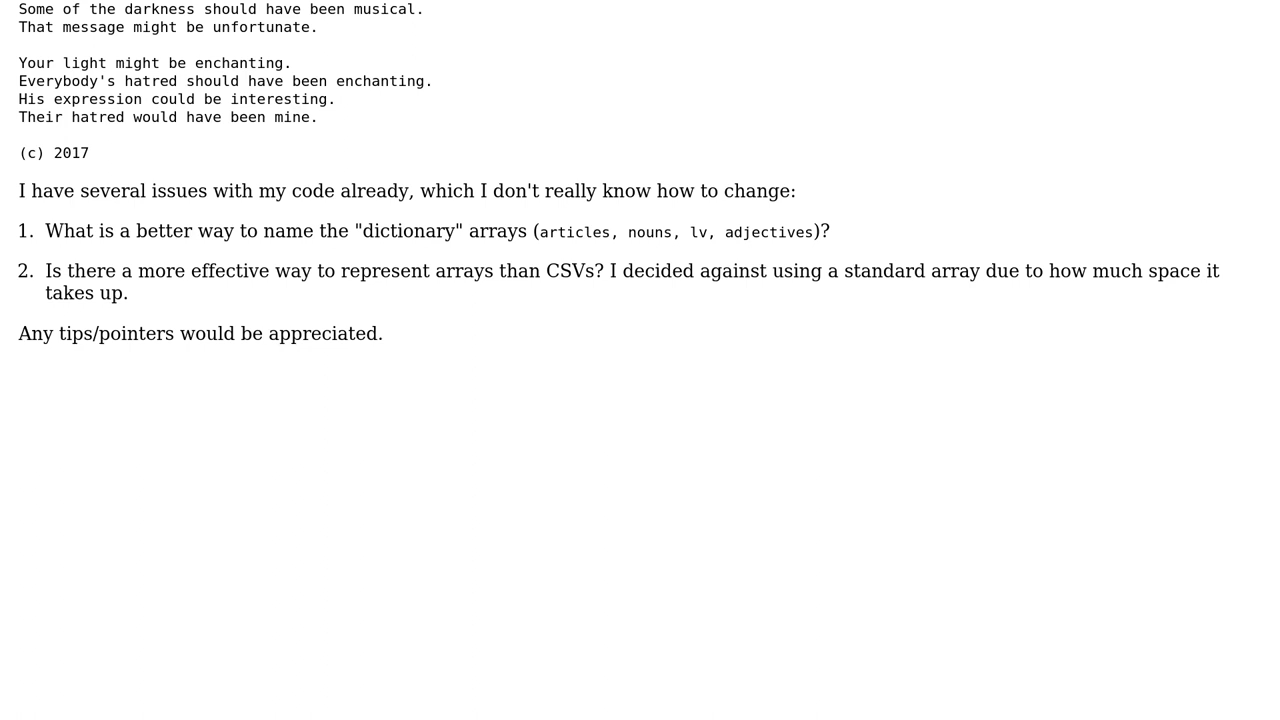 Some of the darkness should have been musical.
That message might be unfortunate.
Your light might be enchanting.
Everybody's hatred should have been enchanting.
His expression could be interesting.
Their hatred would have been mine.
(c) 2017
I have several issues with my code already, which I don't really know how to change:
1. What is a better way to name the "dictionary" arrays (articles, nouns, lv, adjectives)?
2. Is there a more effective way to represent arrays than CSVs? I decided against using a standard array due to how much space it
takes up.
Any tips/pointers would be appreciated.